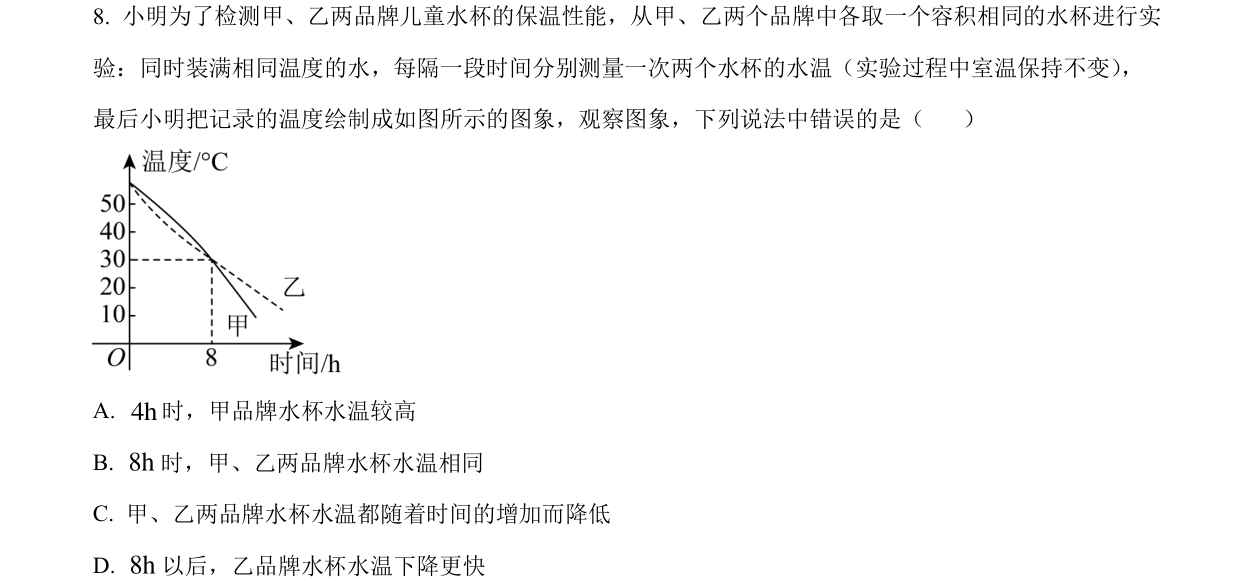 8. 小明为了检测甲、乙两品牌儿童水杯的保温性能，从甲、乙两个品牌中各取一个容积相同的水杯进行实
验：同时装满相同温度的水，每隔一段时间分别测量一次两个水杯的水温（实验过程中室温保持不变），
最后小明把记录的温度绘制成如图所示的图象，观察图象，下列说法中错误的是（ ）
温度/°C
50
40
30
20
10
乙
甲
O
8
时间/h
A. 4h时，甲品牌水杯水温较高
B. 8h时，甲、乙两品牌水杯水温相同
C. 甲、乙两品牌水杯水温都随着时间的增加而降低
D. 8h以后，乙品牌水杯水温下降更快